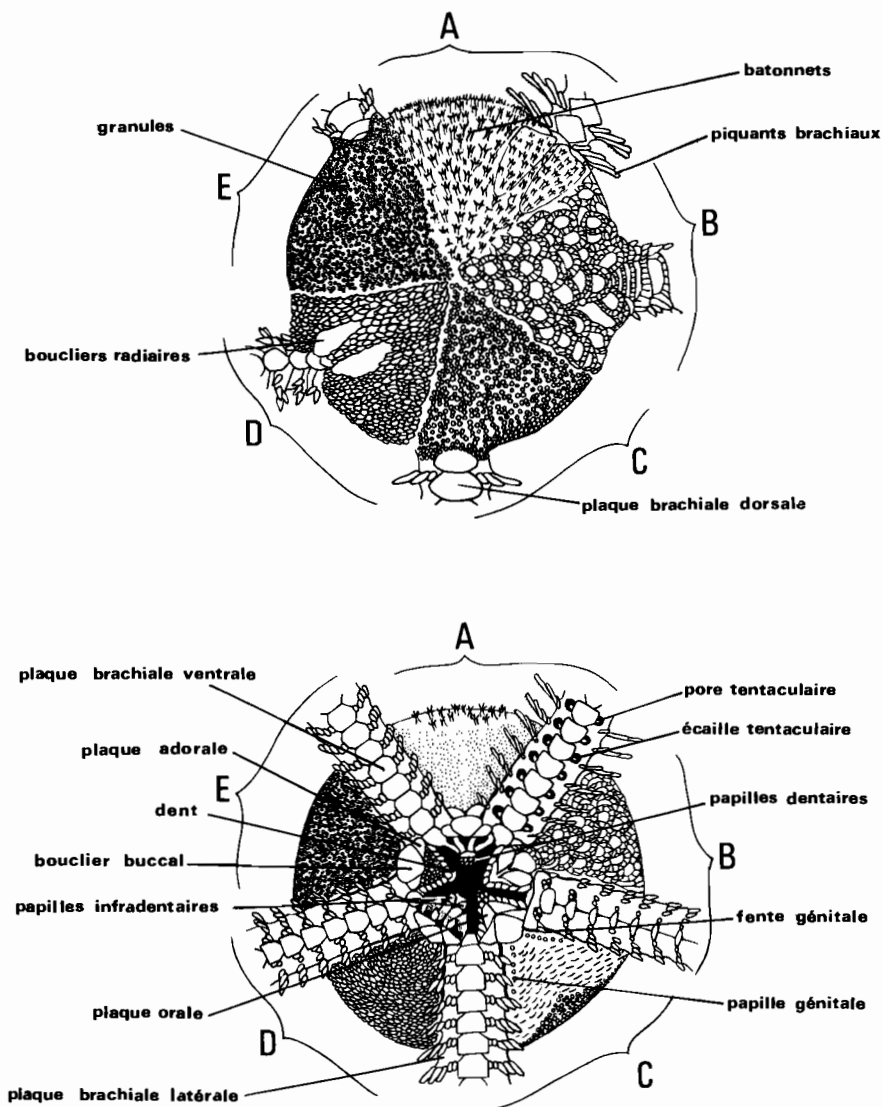 A
batonnets
granules
piquants brachiaux
E
B
boucliers radiaires
D
C
plaque brachiale dorsale
A
plaque brachiale ventrale
pore tentaculaire
plaque adorale
écaille tentaculaire
E
dent
papilles dentaires
bouclier buccal
B
papilles infradentaires
fente génitale
plaque orale
papille génitale
D
C
plaque brachiale latérale